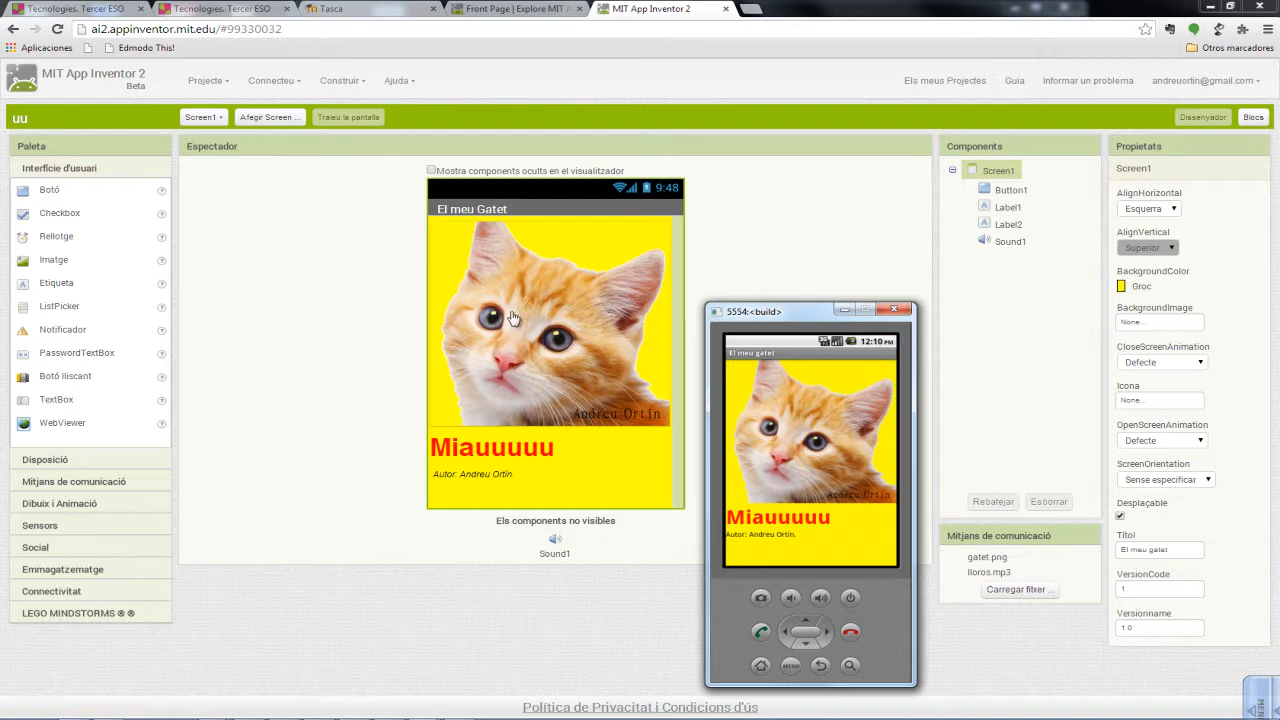 Tecnologies. Tercer ESO
Tecnologies. Tercer ESO
Tasca
Front Page | Explore MIT A
MIT App Inventor 2
ai2.appinventor.mit.edu/#99330032
Aplicaciones
Edmodo This!
Otros marcadores
MIT App Inventor 2
Beta
Projecte
Connecteu
Construir
Ajuda
Els meus Projectes
Guia
Informar un problema
andreuortin@gmail.com
uu
Screen1
Afegir Screen ...
Traieu la pantalla
Dissenyador
Blocs
Paleta
Interfície d'usuari
Botó
Checkbox
Rellotge
Imatge
Etiqueta
ListPicker
Notificador
PasswordTextBox
Botó lliscant
TextBox
WebViewer
Disposició
Mitjans de comunicació
Dibuix i Animació
Sensors
Social
Emmagatzematge
Connectivitat
LEGO MINDSTORMS ® ®
Espectador
Mostra components ocults en el visualitzador
9:48
El meu Gatet
Andreu Ortín
Miauuuuu
Autor: Andreu Ortín.
Els components no visibles
Sound1
5554:<build>
12:10 PM
El meu gatet
Andreu Ortín
Miauuuuu
Autor: Andreu Ortín.
MENU
Components
Screen1
Button1
Label1
Label2
Sound1
Rebatejar
Esborrar
Mitjans de comunicació
gatet.png
lloros.mp3
Carregar fitxer ...
Propietats
Screen1
AlignHorizontal
Esquerra
AlignVertical
Superior
BackgroundColor
Groc
BackgroundImage
None...
CloseScreenAnimation
Defecte
Icona
None...
OpenScreenAnimation
Defecte
ScreenOrientation
Sense especificar
Desplaçable
Títol
El meu gatet
VersionCode
1
Versionname
1.0
Política de Privacitat i Condicions d'ús